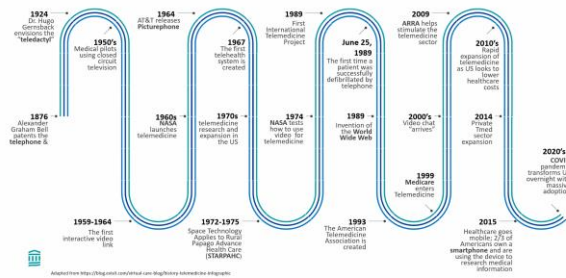 1924
Dr. Hugo
Gernsback
envisions the
"teledactyl"
1950's
Medical pilots
using closed
circuit
television
1876
Alexander
Graham Bell
patents the
telephone &
1964
AT&T releases
Picturephone
1967
The first
telehealth
system is
created
1960s
NASA
launches
telemedicine
1970s
telemedicine
research and
expansion in
the US
1959-1964
The first
interactive video
link
1972-1975
Space Technology
Applies to Rural
Papago Advance
Health Care
(STARPAHC)
1989
First
International
Telemedicine
Project
June 25,
1989
The first time a
patient was
successfully
defibrillated by
telephone
1974
NASA tests
how to use
video for
telemedicine
1989
Invention of
the World
Wide Web
1993
The American
Telemedicine
Association is
created
2009
ARRA helps
stimulate the
telemedicine
sector
2010's
Rapid
expansion of
telemedicine
as US looks to
lower
healthcare
costs
2000's
Video chat
"arrives"
2014
Private
Tmed sector
expansion
1999
Medicare
enters
Telemedicine
2015
Healthcare goes
mobile; 2/3 of
Americans own a
smartphone and are
using the device to
research medical
information
2020's
COVI
pandem
transforms U
overnight wit
massiv
adoptio